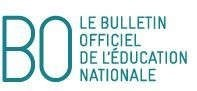 BO
LE BULLETIN
OFFICIEL
DE L'ÉDUCATION
NATIONALE